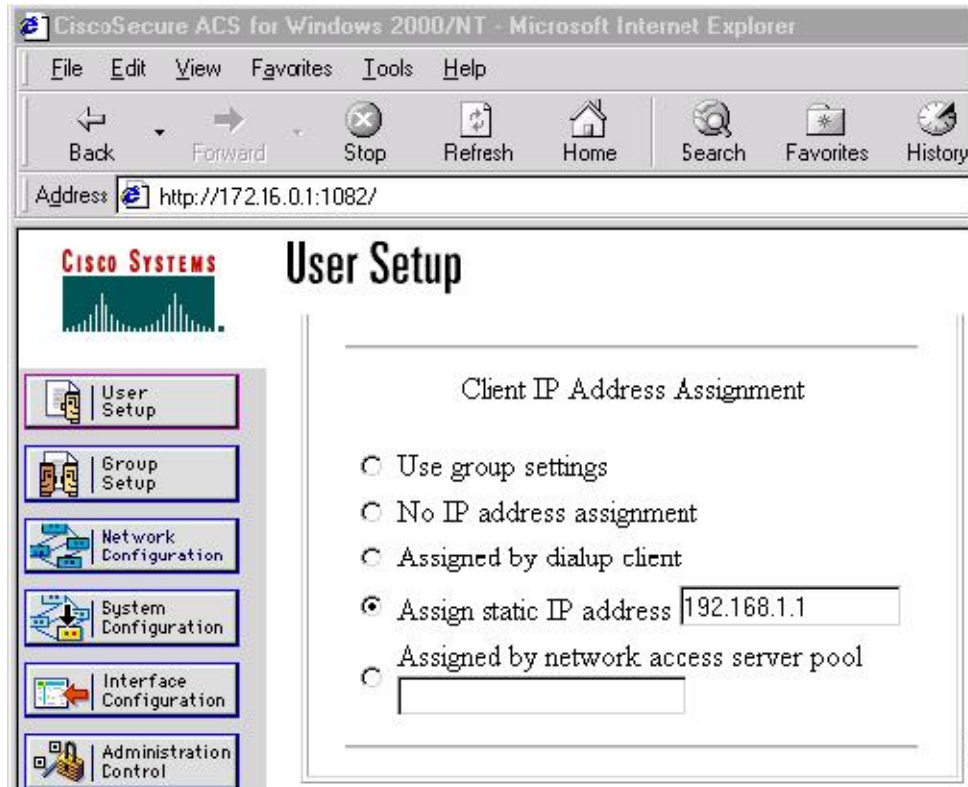 CiscoSecure ACS for Windows 2000/NT - Microsoft Internet Explorer
File Edit View Favorites Tools Help
Back Forward Stop Refresh Home Search Favorites History
Address http://172.16.0.1:1082/
CISCO SYSTEMS
User Setup
User Setup
Group Setup
Network Configuration
System Configuration
Interface Configuration
Administration Control
Client IP Address Assignment
Use group settings
No IP address assignment
Assigned by dialup client
Assign static IP address 192.168.1.1
Assigned by network access server pool